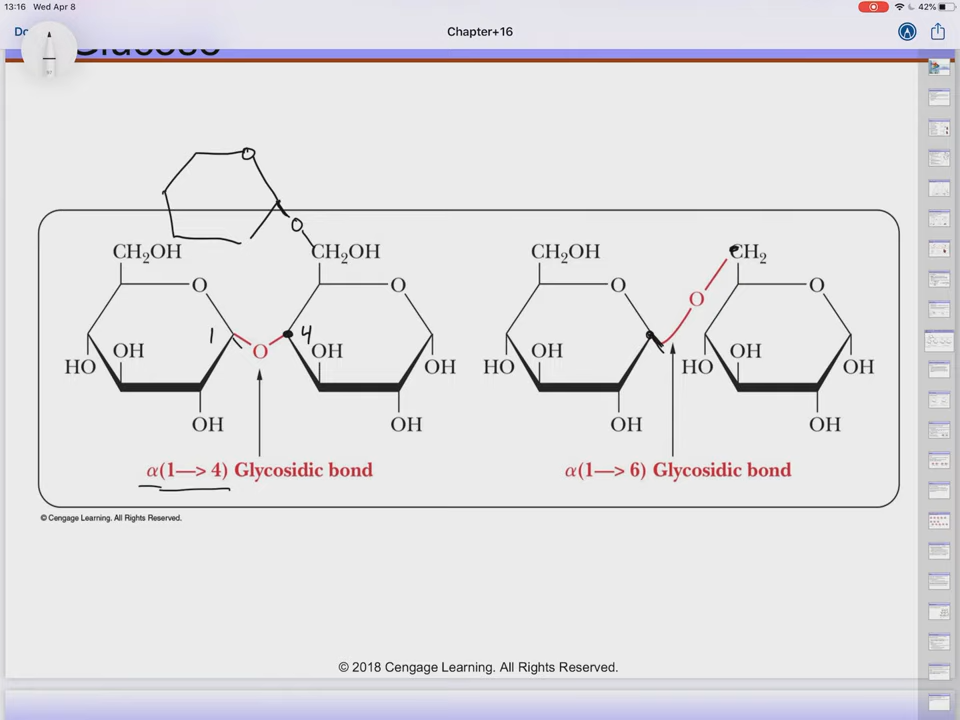 13:16 Wed Apr 8
42%
Chapter+16
Glucose
O
O
CH₂OH CH₂OH CH₂OH CH₂
O O O O O
1 4
O
OH OH OH OH
HO OH HO HO OH
OH OH OH OH
α(1—> 4) Glycosidic bond α(1—> 6) Glycosidic bond
© Cengage Learning. All Rights Reserved.
© 2018 Cengage Learning. All Rights Reserved.